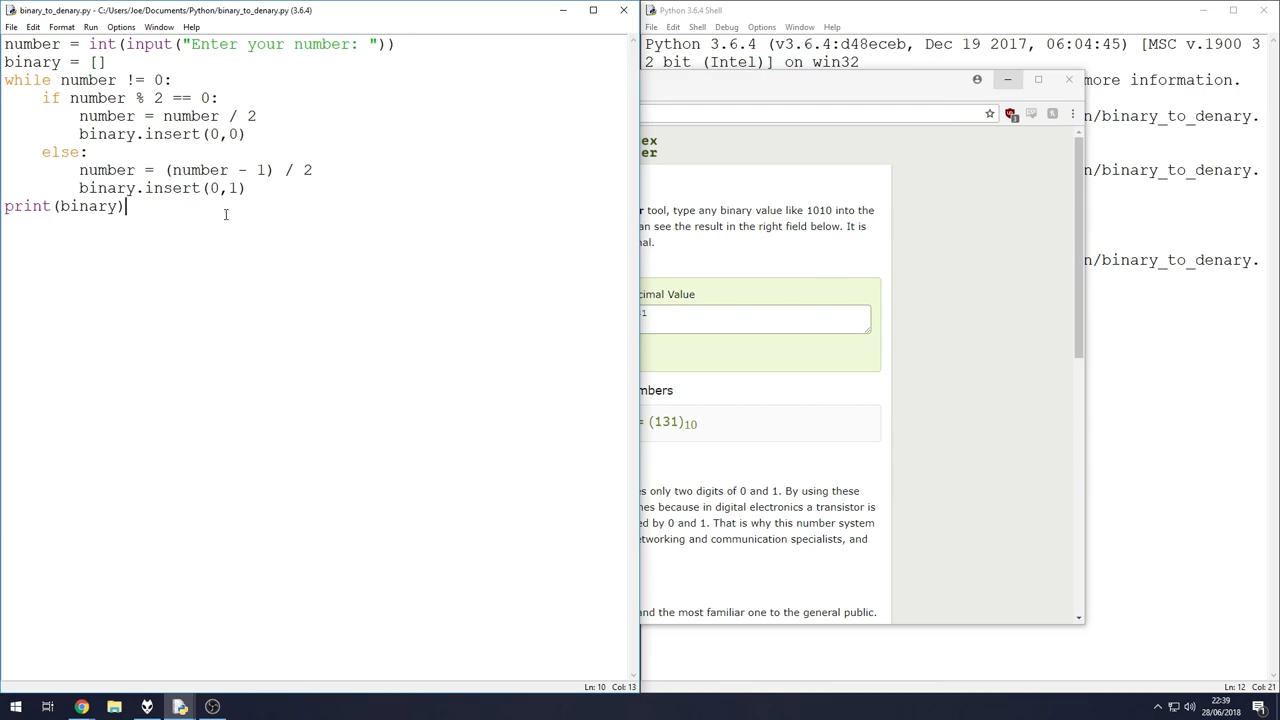 binary_to_denary.py - C:/Users/Joe/Documents/Python/binary_to_denary.py (3.6.4)
File Edit Format Run Options Window Help
number = int(input("Enter your number: "))
binary = []
while number != 0:
    if number % 2 == 0:
        number = number / 2
        binary.insert(0,0)
    else:
        number = (number - 1) / 2
        binary.insert(0,1)
print(binary)
Ln: 10 Col: 13
Python 3.6.4 Shell
File Edit Shell Debug Options Window Help
Python 3.6.4 (v3.6.4:d48eceb, Dec 19 2017, 06:04:45) [MSC v.1900 3
2 bit (Intel)] on win32
more information.
n/binary_to_denary.
n/binary_to_denary.
n/binary_to_denary.
Ln: 12 Col: 21
ex
er
r tool, type any binary value like 1010 into the
an see the result in the right field below. It is
nal.
cimal Value
1
mbers
= (131)10
s only two digits of 0 and 1. By using these
nes because in digital electronics a transistor is
ed by 0 and 1. That is why this number system
etworking and communication specialists, and
and the most familiar one to the general public.
22:39
28/06/2018